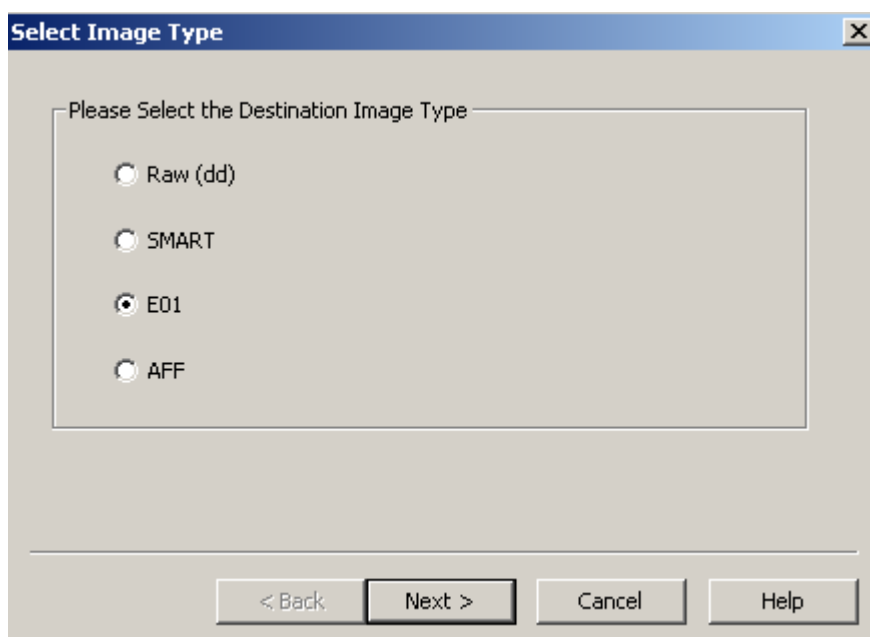 Select Image Type
Please Select the Destination Image Type
Raw (dd)
SMART
E01
AFF
< Back Next > Cancel Help